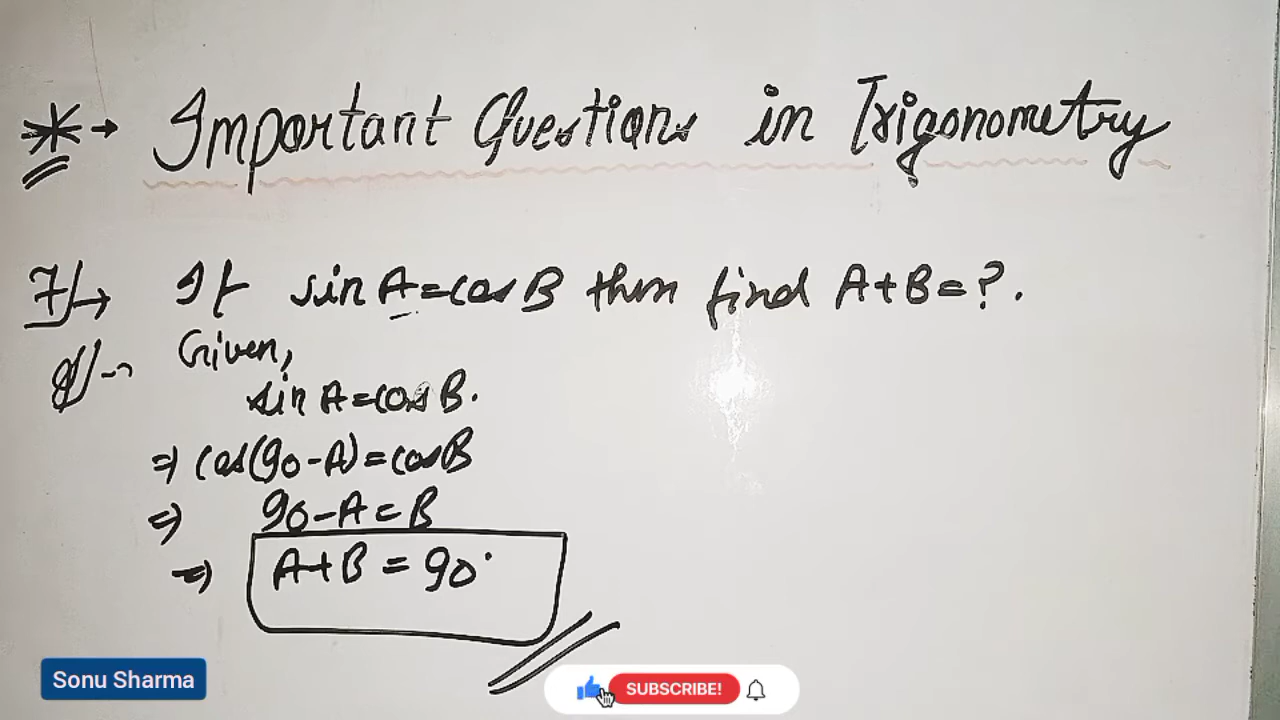 * → Important Questions in Trigonometry
7/→ If sin A = cos B then find A+B = ?.
Given,
sin A = cos B.
⇒ cos(90-A) = cos B
⇒ 90-A = B
⇒ A+B = 90°
Sonu Sharma
SUBSCRIBE!